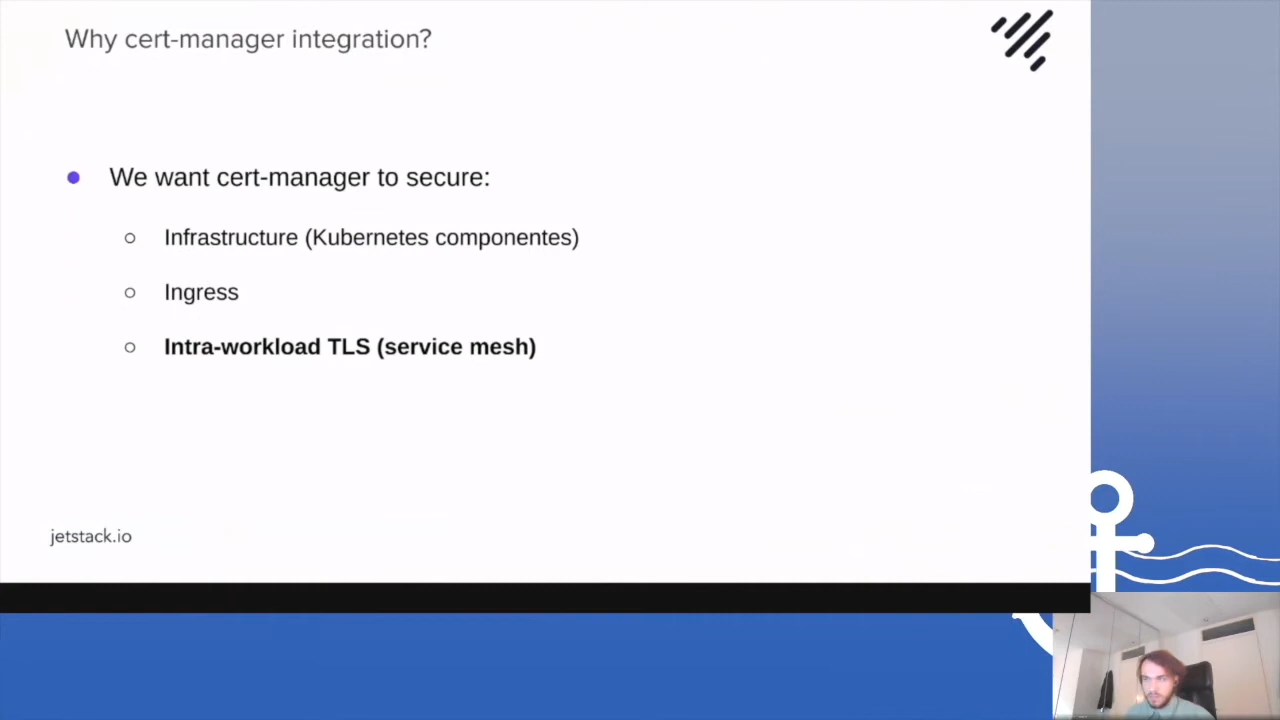 Why cert-manager integration?
We want cert-manager to secure:
Infrastructure (Kubernetes componentes)
Ingress
Intra-workload TLS (service mesh)
jetstack.io